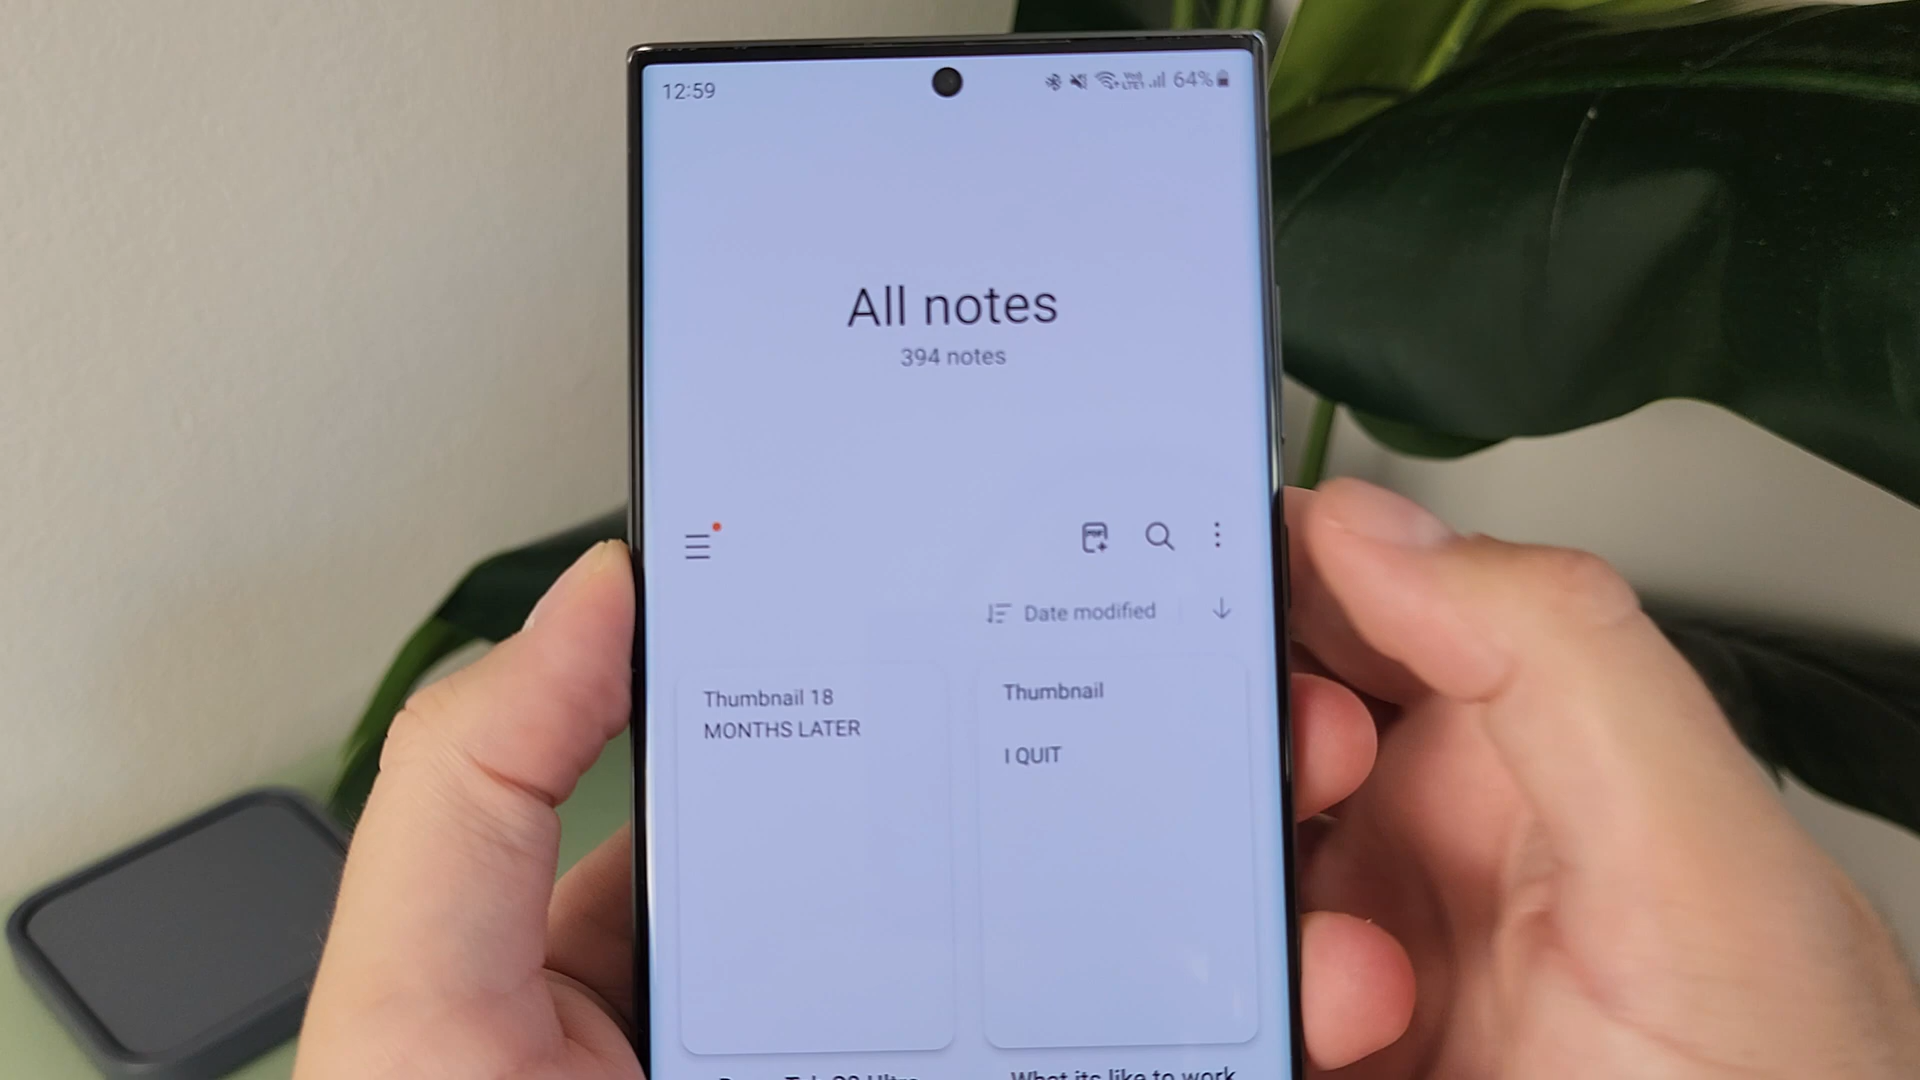 12:59
64%
All notes
394 notes
Date modified
Thumbnail 18
MONTHS LATER
Thumbnail
I QUIT
What its like to work